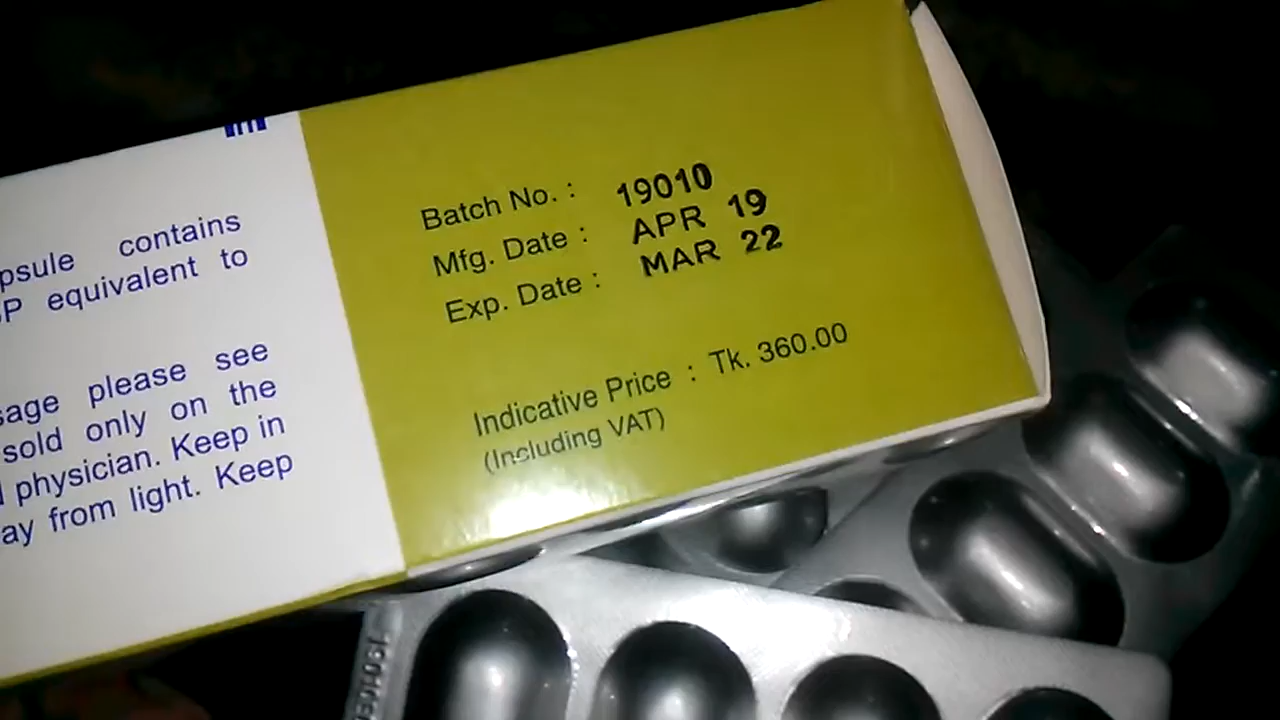 psule contains
P equivalent to
sage please see
sold only on the
physician. Keep in
ay from light. Keep
Batch No. : 19010
Mfg. Date : APR 19
Exp. Date : MAR 22
Indicative Price : Tk. 360.00
(Including VAT)